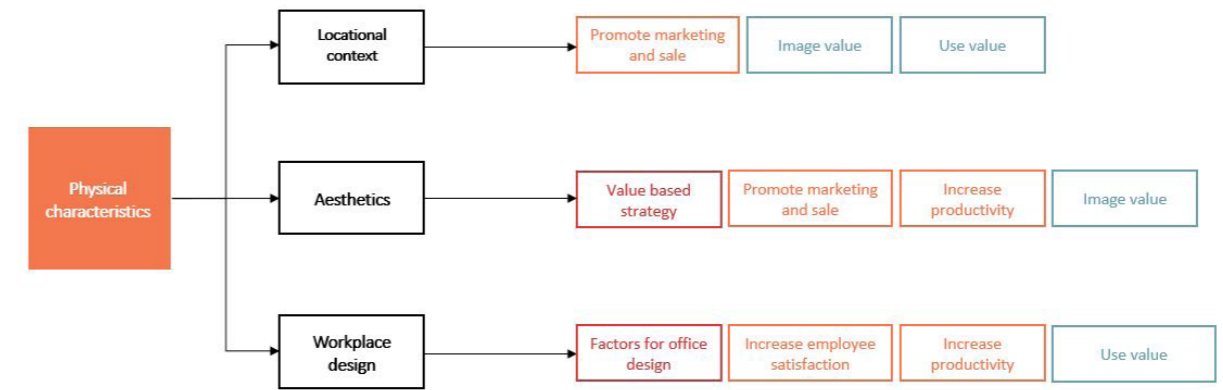 Locational
context
Promote marketing
and sale
Image value
Use value
Physical
characteristics
Aesthetics
Value based
strategy
Promote marketing
and sale
Increase
productivity
Image value
Workplace
design
Factors for office
design
Increase employee
satisfaction
Increase
productivity
Use value